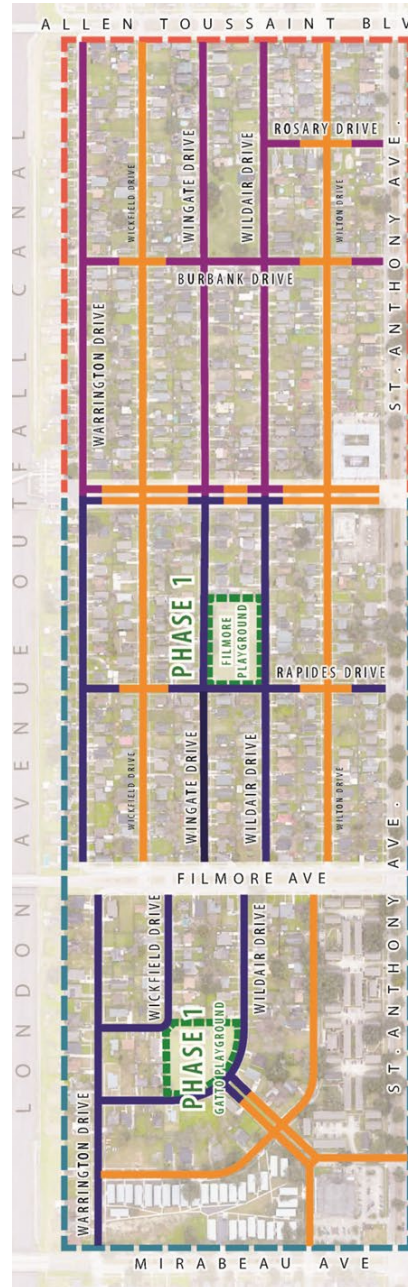 ALLEN TOUSSAINT BLV
LONDON AVENUE OUTFALL CANAL
ROSARY DRIVE
WICKFIELD DRIVE
WINGATE DRIVE
WILDAIR DRIVE
WILTON DRIVE
ST. ANTHONY AVE.
BURBANK DRIVE
WARRINGTON DRIVE
PHASE 1
FILMORE
PLAYGROUND
RAPIDES DRIVE
WICKFIELD DRIVE
WINGATE DRIVE
WILDAIR DRIVE
WILTON DRIVE
FILMORE AVE
WICKFIELD DRIVE
WILDAIR DRIVE
PHASE 1
GATTO PLAYGROUND
ST. ANTHONY AVE.
WARRINGTON DRIVE
MIRABEAU AVE